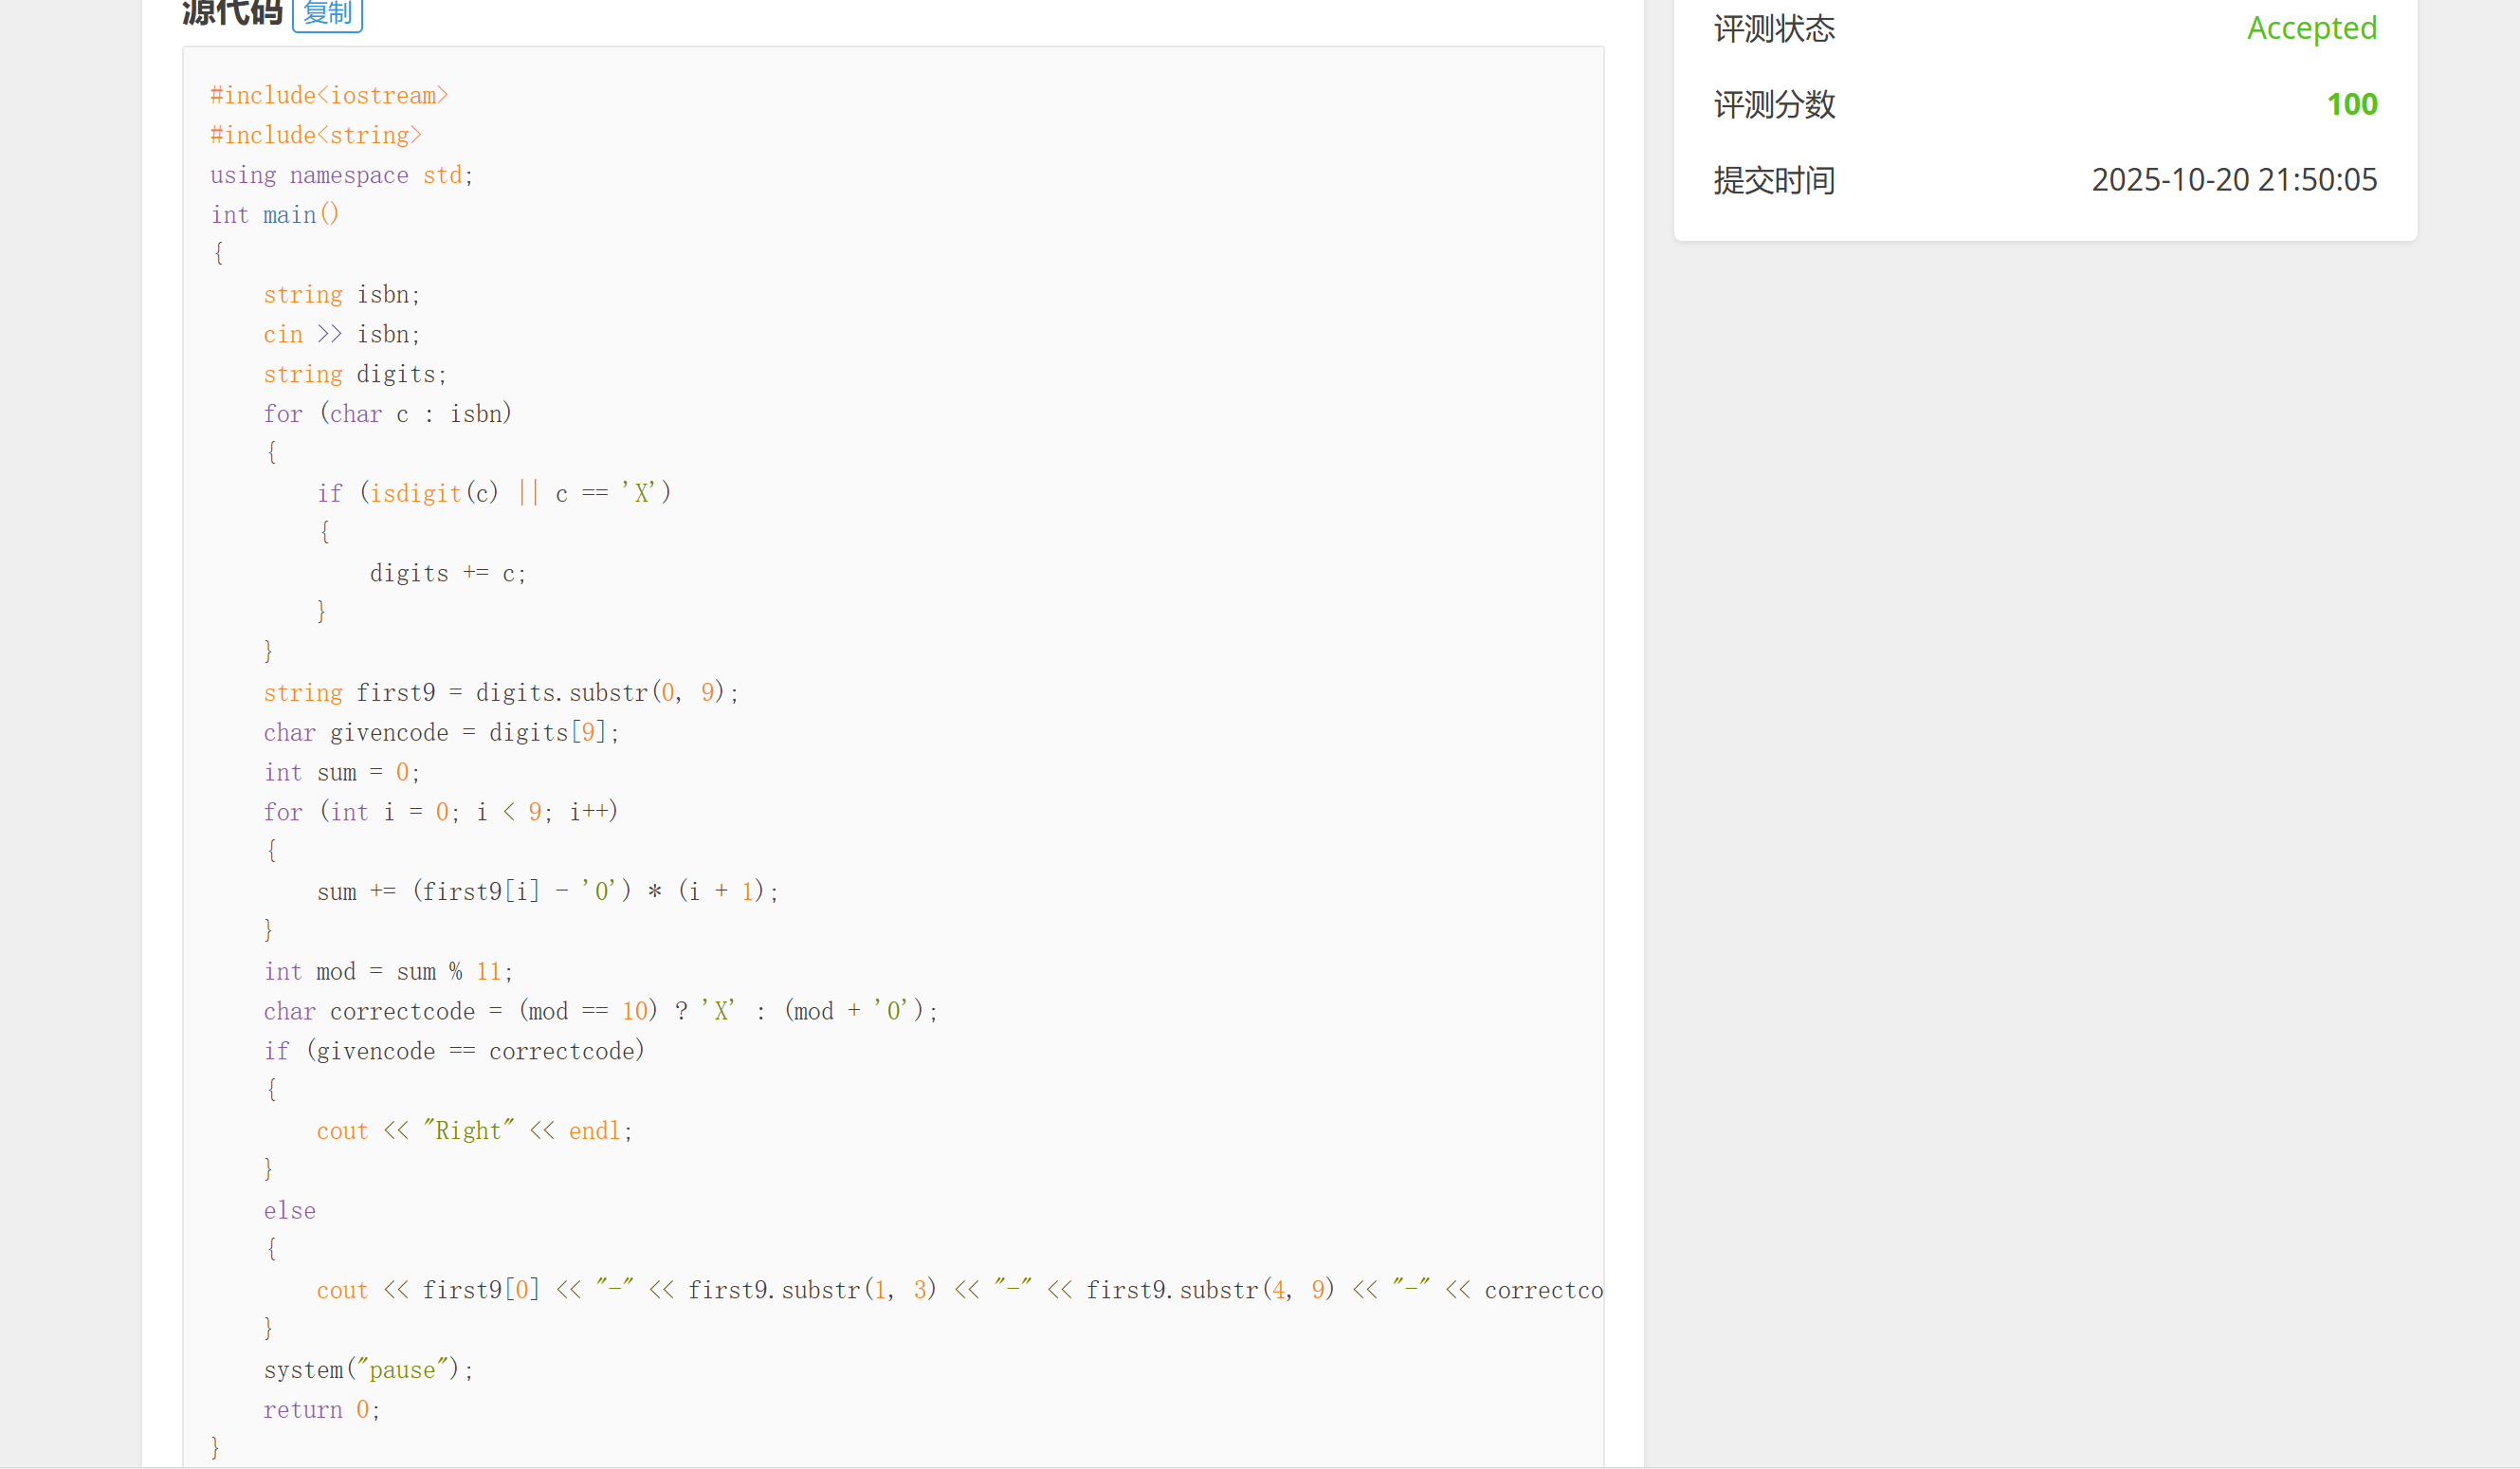 源代码 复制
#include<iostream>
#include<string>
using namespace std;
int main()
{
    string isbn;
    cin >> isbn;
    string digits;
    for (char c : isbn)
    {
        if (isdigit(c) || c == 'X')
        {
            digits += c;
        }
    }
    string first9 = digits.substr(0, 9);
    char givencode = digits[9];
    int sum = 0;
    for (int i = 0; i < 9; i++)
    {
        sum += (first9[i] - '0') * (i + 1);
    }
    int mod = sum % 11;
    char correctcode = (mod == 10) ? 'X' : (mod + '0');
    if (givencode == correctcode)
    {
        cout << "Right" << endl;
    }
    else
    {
        cout << first9[0] << "-" << first9.substr(1, 3) << "-" << first9.substr(4, 9) << "-" << correctco
    }
    system("pause");
    return 0;
}
评测状态 Accepted
评测分数 100
提交时间 2025-10-20 21:50:05